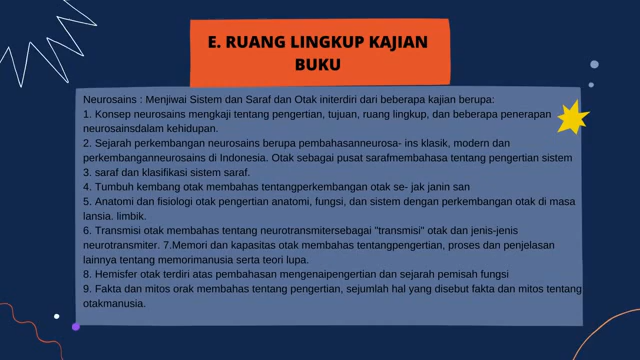 E. RUANG LINGKUP KAJIAN
BUKU
Neurosains : Menjiwai Sistem dan Saraf dan Otak initerdiri dari beberapa kajian berupa:
1. Konsep neurosains mengkaji tentang pengertian, tujuan, ruang lingkup, dan beberapa penerapan
neurosainsdalam kehidupan.
2. Sejarah perkembangan neurosains berupa pembahasanneurosa- ins klasik, modern dan
perkembanganneurosains di Indonesia. Otak sebagai pusat sarafmembahasa tentang pengertian sistem
3. saraf dan klasifikasi sistem saraf.
4. Tumbuh kembang otak membahas tentangperkembangan otak se- jak janin san
5. Anatomi dan fisiologi otak pengertian anatomi, fungsi, dan sistem dengan perkembangan otak di masa
lansia. limbik.
6. Transmisi otak membahas tentang neurotransmitersebagai "transmisi" otak dan jenis-jenis
neurotransmiter. 7.Memori dan kapasitas otak membahas tentangpengertian, proses dan penjelasan
lainnya tentang memorimanusia serta teori lupa.
8. Hemisfer otak terdiri atas pembahasan mengenaipengertian dan sejarah pemisah fungsi
9. Fakta dan mitos orak membahas tentang pengertian, sejumlah hal yang disebut fakta dan mitos tentang
otakmanusia.